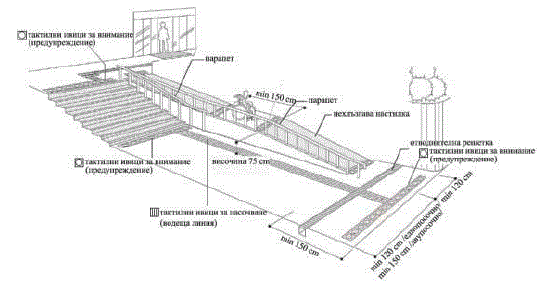 тактилни ивици за внимание
(предупреждение)
парапет
min 150 cm
парапет
нехлъзгава настилка
отводнителна решетка
тактилни ивици за внимание
(предупреждение)
тактилни ивици за внимание
(предупреждение)
височина 75 cm
тактилни ивици за насочване
(водеща линия)
min 150 cm
min 120 cm
min 120 cm /еднопосочно/
min 150 cm /двупосочно/